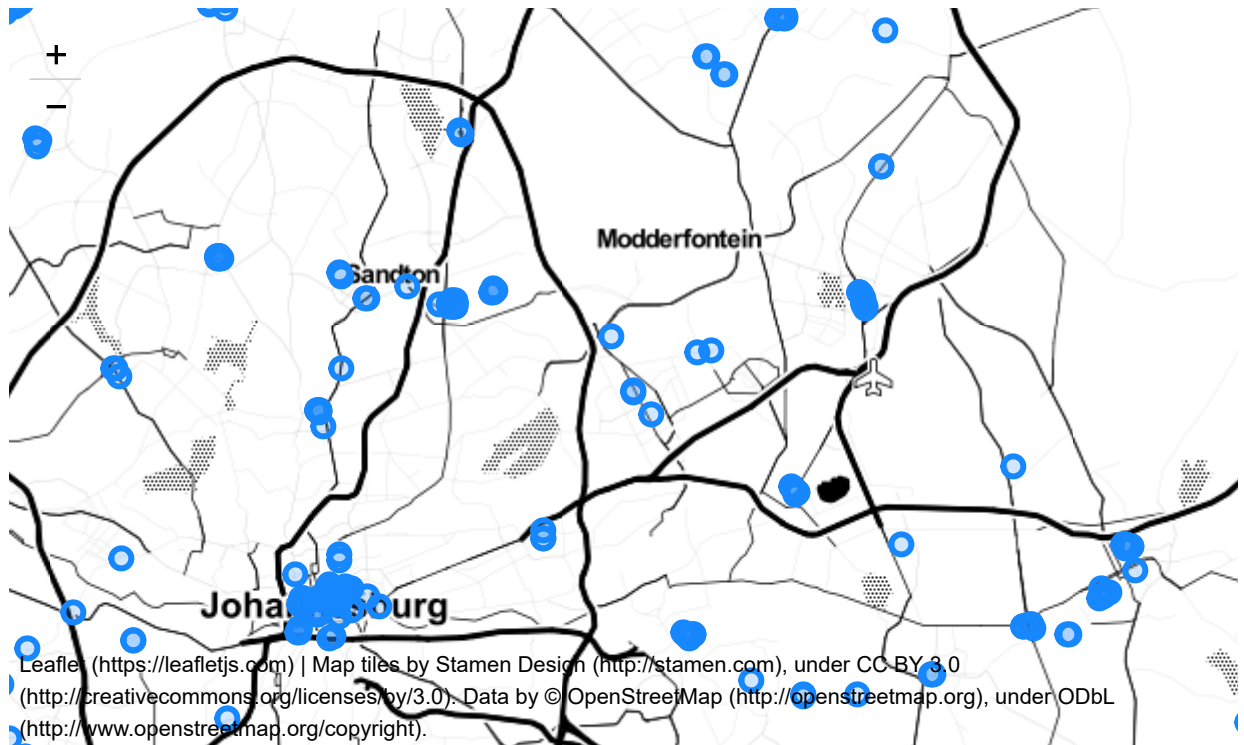 +
−
Modderfontein
Sandton
Johannesburg
Leaflet (https://leafletjs.com) | Map tiles by Stamen Design (http://stamen.com), under CC BY 3.0
(http://creativecommons.org/licenses/by/3.0). Data by © OpenStreetMap (http://openstreetmap.org), under ODbL
(http://www.openstreetmap.org/copyright).